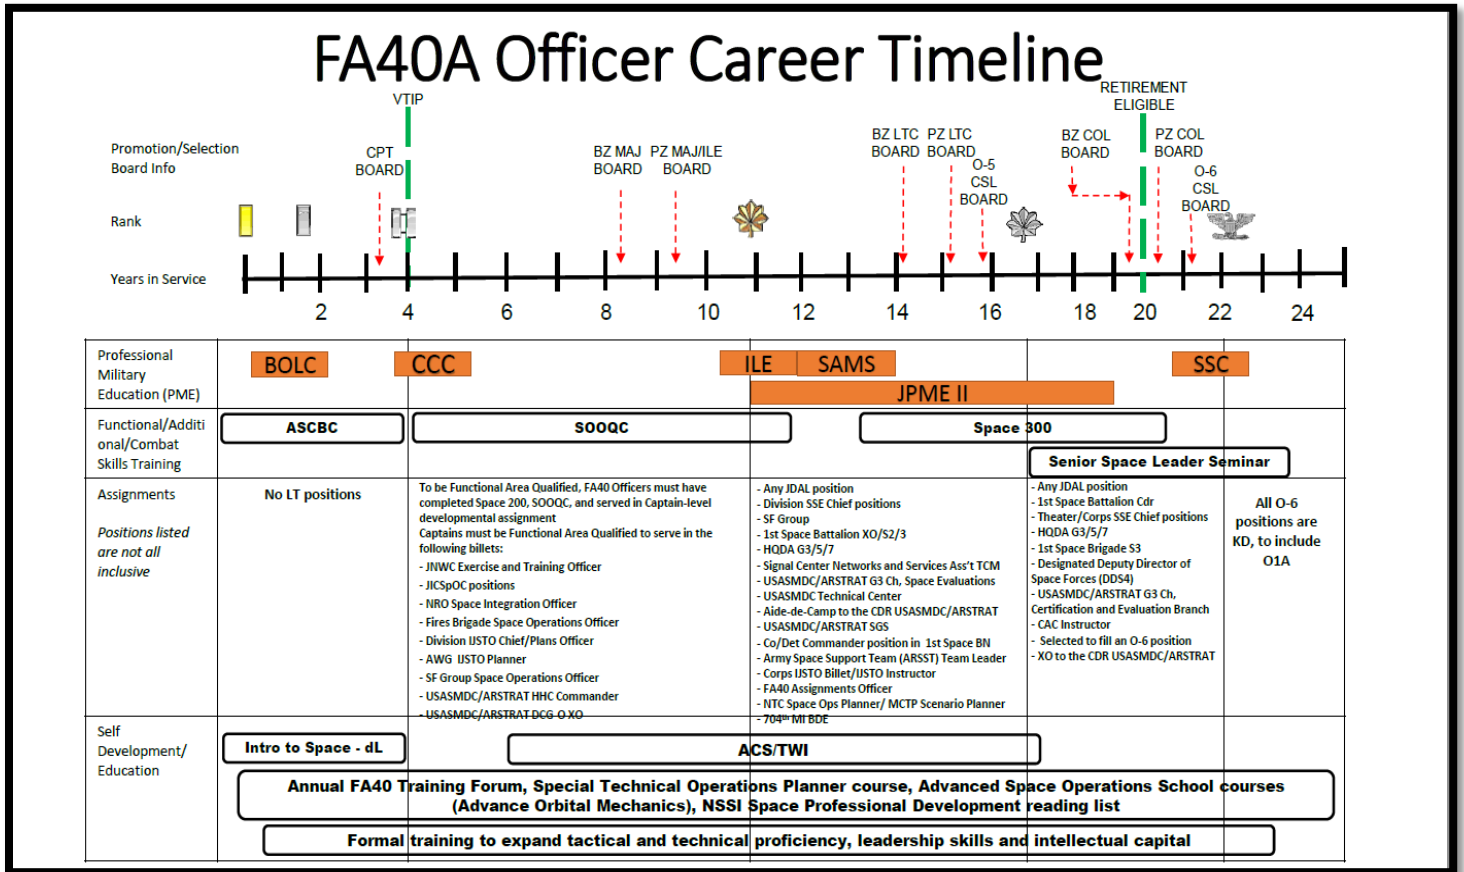 FA40A Officer Career Timeline
VTIP
RETIREMENT
ELIGIBLE
Promotion/Selection
Board Info
CPT
BOARD
BZ MAJ
BOARD
PZ MAJ/ILE
BOARD
BZ LTC
BOARD
PZ LTC
BOARD
O-5
CSL
BOARD
BZ COL
BOARD
PZ COL
BOARD
O-6
CSL
BOARD
Rank
Years in Service
2 4 6 8 10 12 14 16 18 20 22 24
Professional
Military
Education (PME)
BOLC
CCC
ILE
SAMS
SSC
JPME II
Functional/Additi
onal/Combat
Skills Training
ASCBC
SOOQC
Space 300
Senior Space Leader Seminar
Assignments
Positions listed
are not all
inclusive
No LT positions
To be Functional Area Qualified, FA40 Officers must have
completed Space 200, SOOQC, and served in Captain-level
developmental assignment
Captains must be Functional Area Qualified to serve in the
following billets:
- JNWC Exercise and Training Officer
- JICSpOC positions
- NRO Space Integration Officer
- Fires Brigade Space Operations Officer
- Division IJSTO Chief/Plans Officer
- AWG IJSTO Planner
- SF Group Space Operations Officer
- USASMDC/ARSTRAT HHC Commander
- USASMDC/ARSTRAT DCG-O XO
- Any JDAL position
- Division SSE Chief positions
- SF Group
- 1st Space Battalion XO/S2/3
- HQDA G3/5/7
- Signal Center Networks and Services Ass't TCM
- USASMDC/ARSTRAT G3 Ch, Space Evaluations
- USASMDC Technical Center
- Aide-de-Camp to the CDR USASMDC/ARSTRAT
- USASMDC/ARSTRAT SGS
- Co/Det Commander position in 1st Space BN
- Army Space Support Team (ARSST) Team Leader
- Corps IJSTO Billet/IJSTO Instructor
- FA40 Assignments Officer
- NTC Space Ops Planner/ MCTP Scenario Planner
- 704th MI BDE
- Any JDAL position
- 1st Space Battalion Cdr
- Theater/Corps SSE Chief positions
- HQDA G3/5/7
- 1st Space Brigade S3
- Designated Deputy Director of
Space Forces (DDS4)
- USASMDC/ARSTRAT G3 Ch,
Certification and Evaluation Branch
- CAC Instructor
- Selected to fill an O-6 position
- XO to the CDR USASMDC/ARSTRAT
All O-6
positions are
KD, to include
O1A
Self
Development/
Education
Intro to Space - dL
ACS/TWI
Annual FA40 Training Forum, Special Technical Operations Planner course, Advanced Space Operations School courses
(Advance Orbital Mechanics), NSSI Space Professional Development reading list
Formal training to expand tactical and technical proficiency, leadership skills and intellectual capital